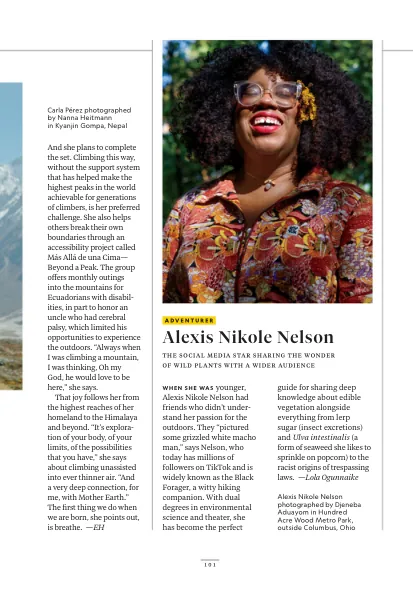 Carla Pérez photographed
by Nanna Heitmann
in Kyanjin Gompa, Nepal
And she plans to complete
the set. Climbing this way,
without the support system
that has helped make the
highest peaks in the world
achievable for generations
of climbers, is her preferred
challenge. She also helps
others break their own
boundaries through an
accessibility project called
Más Allá de una Cima—
Beyond a Peak. The group
offers monthly outings
into the mountains for
Ecuadorians with disabil-
ities, in part to honor an
uncle who had cerebral
palsy, which limited his
opportunities to experience
the outdoors. “Always when
I was climbing a mountain,
I was thinking, Oh my
God, he would love to be
here,” she says.
That joy follows her from
the highest reaches of her
homeland to the Himalaya
and beyond. “It’s explora-
tion of your body, of your
limits, of the possibilities
that you have,” she says
about climbing unassisted
into ever thinner air. “And
a very deep connection, for
me, with Mother Earth.”
The first thing we do when
we are born, she points out,
is breathe. —EH
ADVENTURER
Alexis Nikole Nelson
THE SOCIAL MEDIA STAR SHARING THE WONDER
OF WILD PLANTS WITH A WIDER AUDIENCE
WHEN SHE WAS younger,
Alexis Nikole Nelson had
friends who didn’t under-
stand her passion for the
outdoors. They “pictured
some grizzled white macho
man,” says Nelson, who
today has millions of
followers on TikTok and is
widely known as the Black
Forager, a witty hiking
companion. With dual
degrees in environmental
science and theater, she
has become the perfect
guide for sharing deep
knowledge about edible
vegetation alongside
everything from lerp
sugar (insect excretions)
and Ulva intestinalis (a
form of seaweed she likes to
sprinkle on popcorn) to the
racist origins of trespassing
laws. —Lola Ogunnaike
Alexis Nikole Nelson
photographed by Djeneba
Aduayom in Hundred
Acre Wood Metro Park,
outside Columbus, Ohio
101